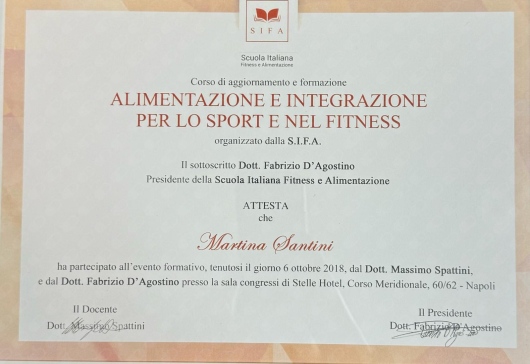 SIFA
Scuola Italiana
Fitness e Alimentazione
Corso di aggiornamento e formazione
ALIMENTAZIONE E INTEGRAZIONE
PER LO SPORT E NEL FITNESS
organizzato dalla S.I.F.A.
Il sottoscritto Dott. Fabrizio D'Agostino
Presidente della Scuola Italiana Fitness e Alimentazione
ATTESTA
che
Martina Santini
ha partecipato all'evento formativo, tenutosi il giorno 6 ottobre 2018, dal Dott. Massimo Spattini,
e dal Dott. Fabrizio D'Agostino presso la sala congressi di Stelle Hotel, Corso Meridionale, 60/62 - Napoli
Il Docente
Dott. Massimo Spattini
Il Presidente
Dott. Fabrizio D'Agostino